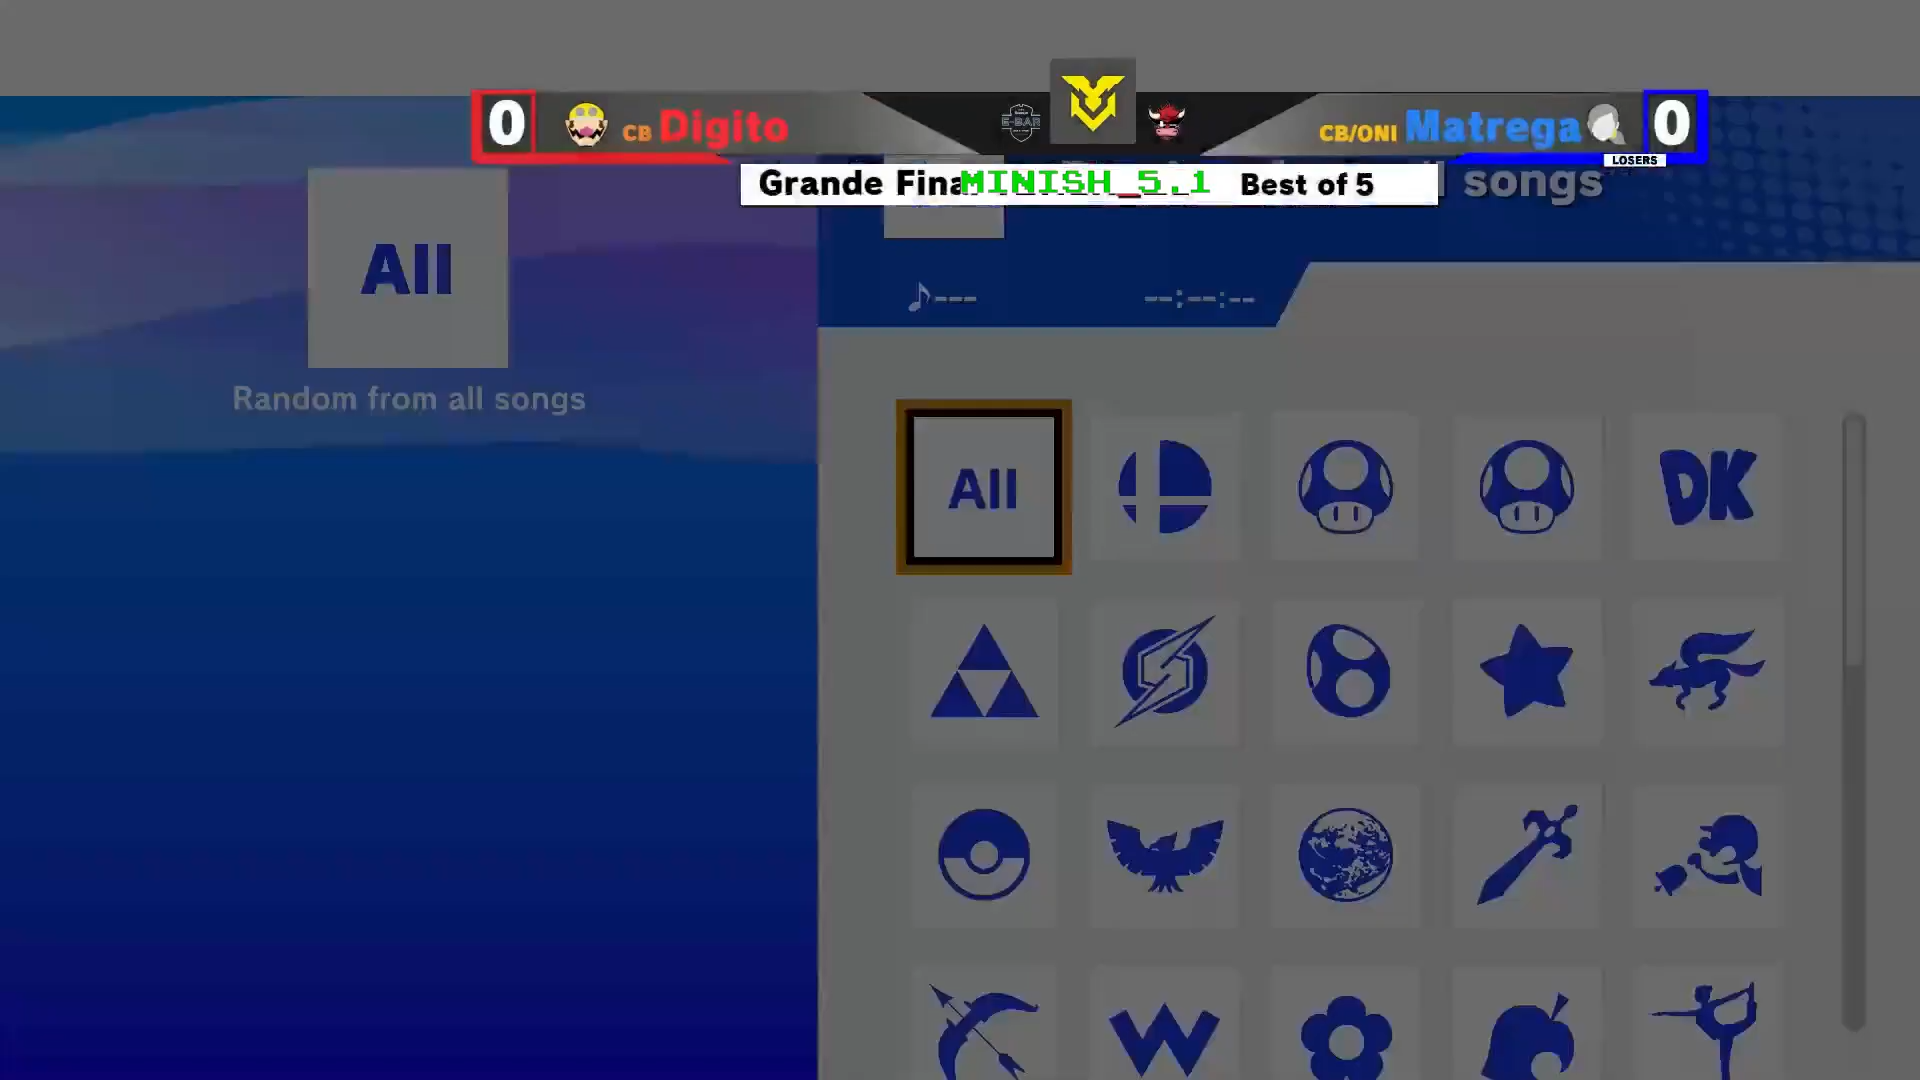 0 CB Digito E-BAR CB/ONI Matrega 0
LOSERS
Grande Fina MINISH_5.1 Best of 5 songs
All
♪--- --:--:--
Random from all songs
All
DK
W